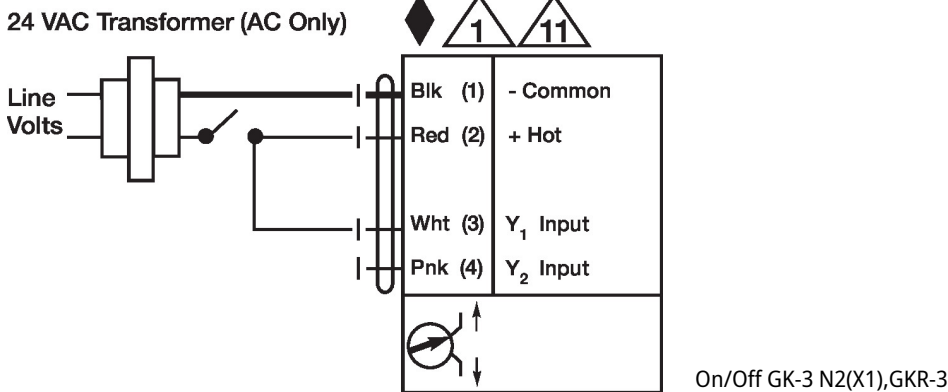 24 VAC Transformer (AC Only)
1
11
Line
Volts
Blk (1) - Common
Red (2) + Hot
Wht (3) Y1 Input
Pnk (4) Y2 Input
On/Off GK-3 N2(X1),GKR-3